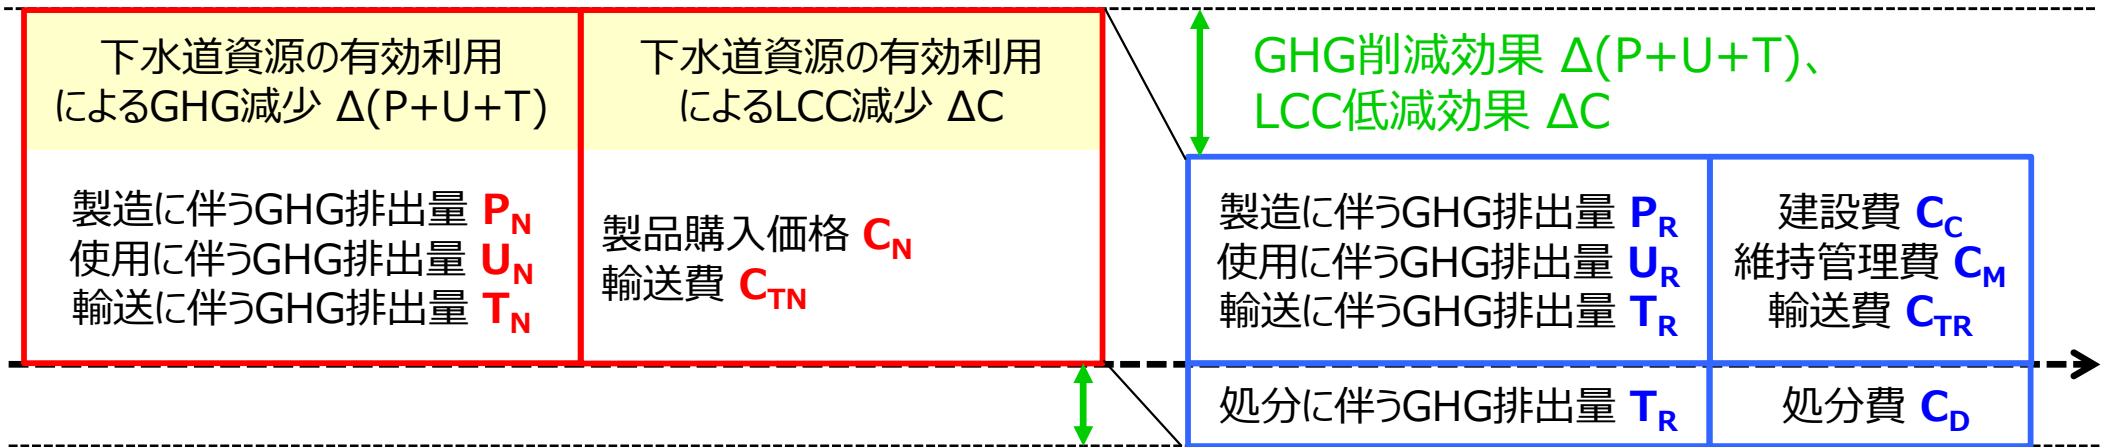 下水道資源の有効利用
によるGHG減少 Δ(P+U+T)
下水道資源の有効利用
によるLCC減少 ΔC
GHG削減効果 Δ(P+U+T)、
LCC低減効果 ΔC
製造に伴うGHG排出量 PN
使用に伴うGHG排出量 UN
輸送に伴うGHG排出量 TN
製品購入価格 CN
輸送費 CTN
製造に伴うGHG排出量 PR
使用に伴うGHG排出量 UR
輸送に伴うGHG排出量 TR
建設費 CC
維持管理費 CM
輸送費 CTR
処分に伴うGHG排出量 TR
処分費 CD